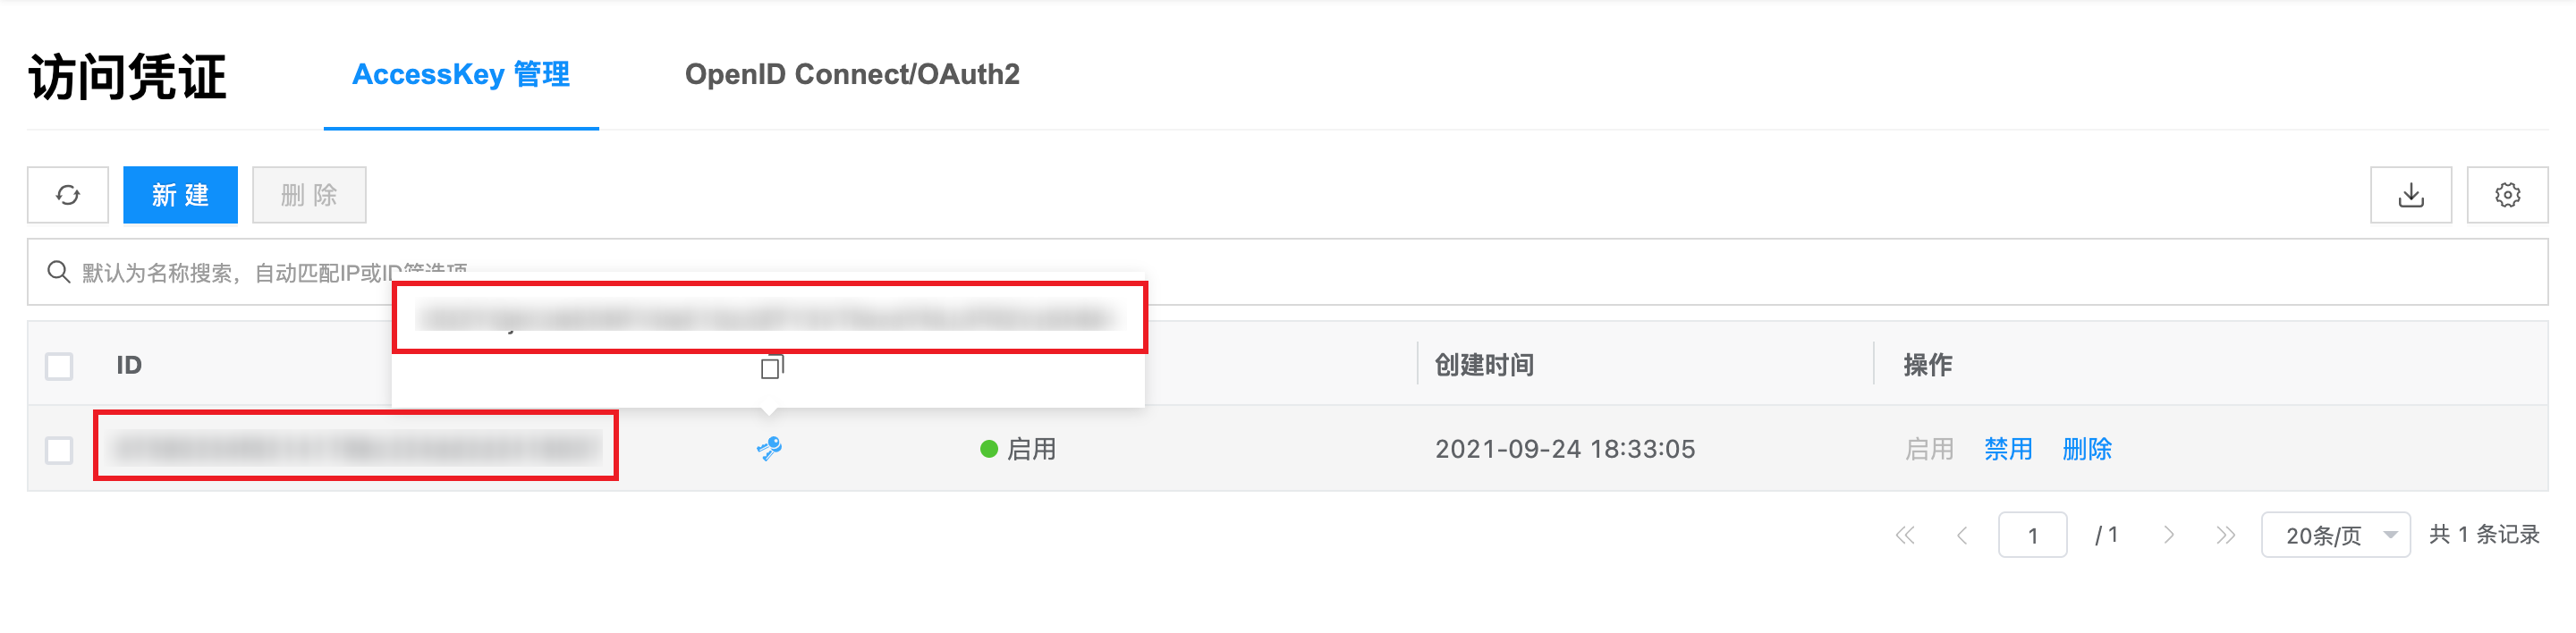 访问凭证 AccessKey 管理 OpenID Connect/OAuth2
新建 删除
默认为名称搜索，自动匹配IP或ID筛选项
ID 创建时间 操作
启用 2021-09-24 18:33:05 启用 禁用 删除
1 / 1 20条/页 共 1 条记录